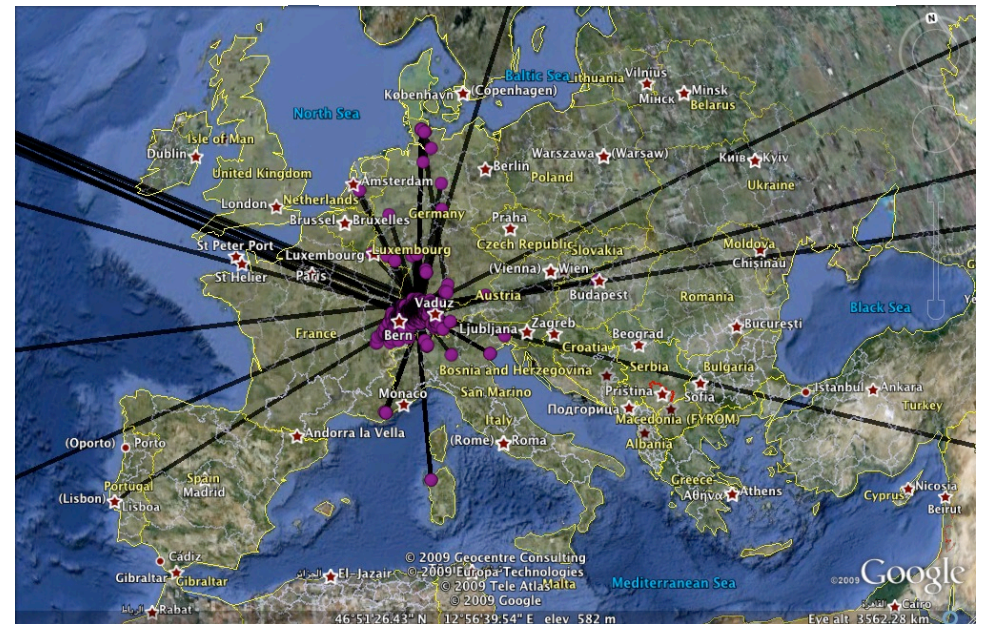 N
Baltic Sea
Lithuania
Vilnius
København (Copenhagen)
Мінск
Minsk
Belarus
North Sea
Isle of Man
Dublin
United Kingdom
Warszawa (Warsaw)
Київ Kyiv
Berlin
Poland
Amsterdam
Netherlands
Ukraine
London
Brussel Bruxelles
Germany
Praha
St Peter Port
Luxembourg
Luxembourg
Czech Republic
Slovakia
Moldova
Chișinău
St Helier
Paris
(Vienna) Wien
Budapest
Austria
Romania
Vaduz
Black Sea
Bern
France
Ljubljana
Zagreb
București
Croatia
Beograd
Bosnia and Herzegovina
Serbia
Bulgaria
Monaco
San Marino
Pristina
Sofia
Istanbul
Ankara
Подгорица
Turkey
Macedonia (FYROM)
Andorra la Vella
Italy
(Rome) Roma
Albania
(Oporto) Porto
Portugal
Spain
Madrid
Greece
Αθήνα Athens
Cyprus
Nicosia
Beirut
(Lisbon)
Lisboa
Cádiz
Gibraltar
Gibraltar
El-Jazair
© 2009 Geocentre Consulting
© 2009 Europa Technologies
© 2009 Tele Atlas
© 2009 Google
Malta
Mediterranean Sea
©2009 Google
Rabat
القاهرة Cairo
46°51'26.43" N 12°56'39.54" E elev 582 m
Eye alt 3562.28 km